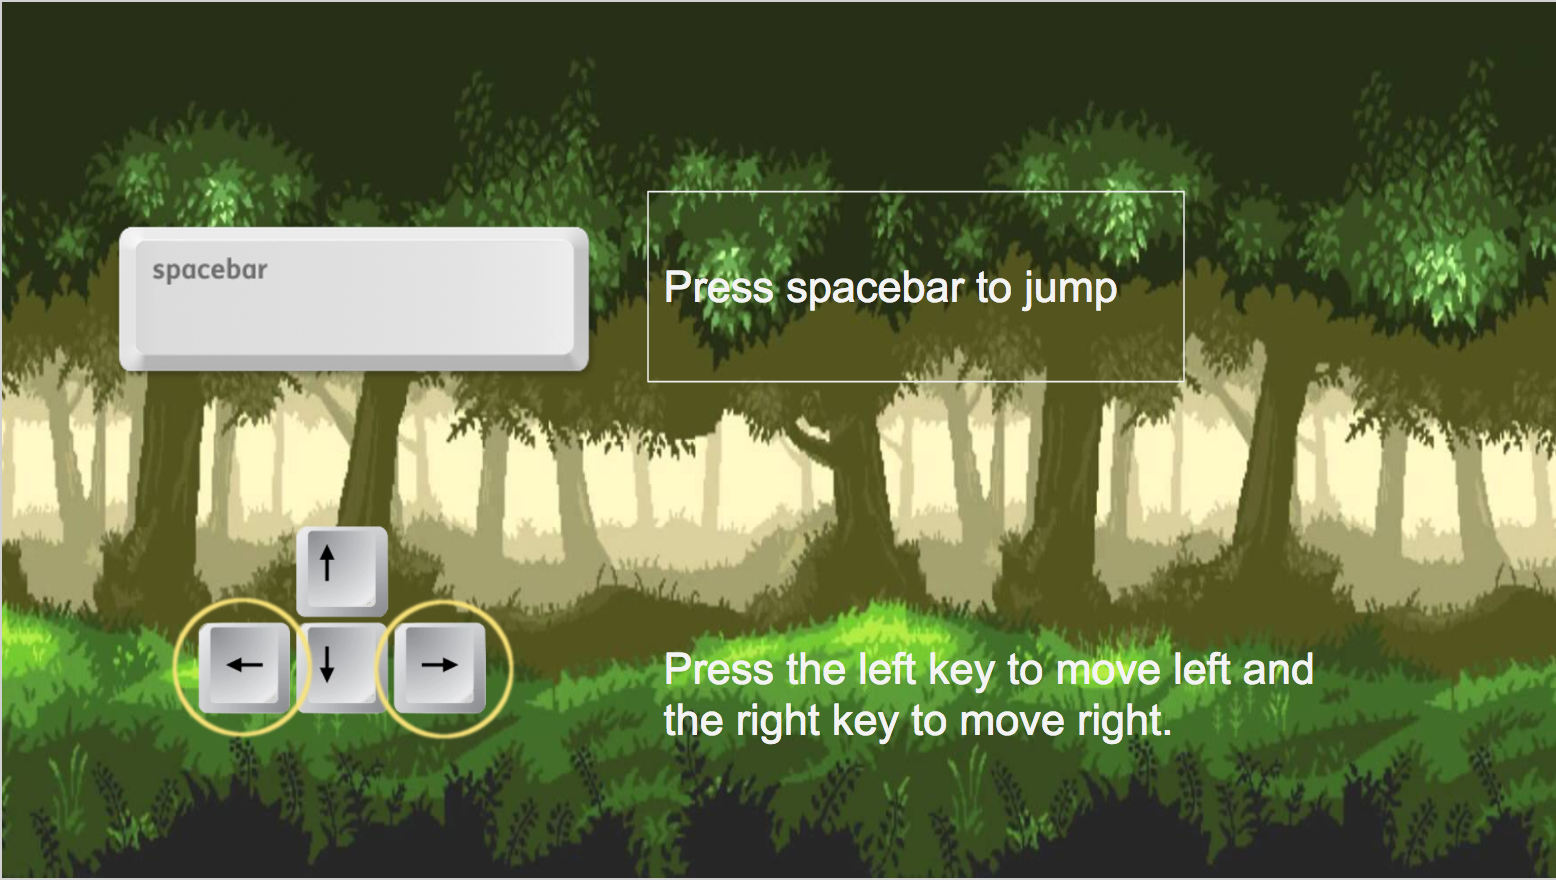 spacebar
Press spacebar to jump
Press the left key to move left and
the right key to move right.